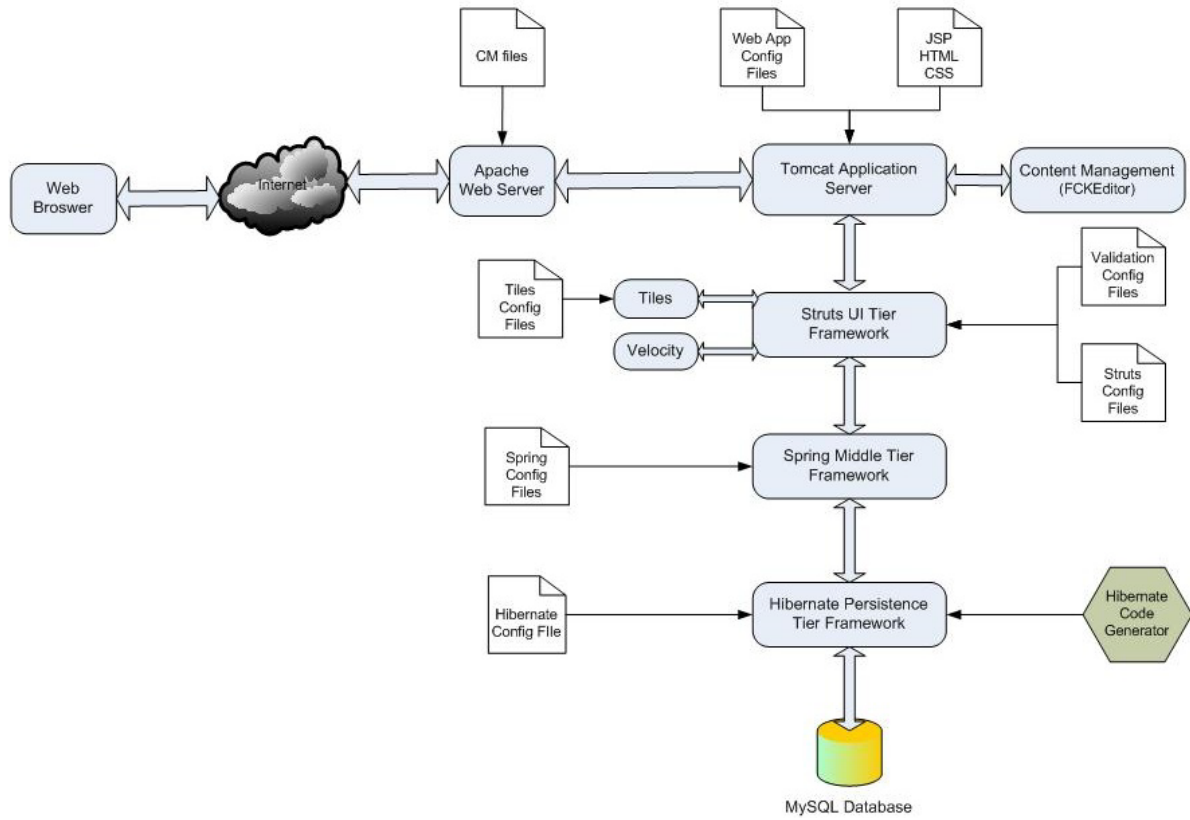 CM files
Web App
Config
Files
JSP
HTML
CSS
Web
Broswer
Internet
Apache
Web Server
Tomcat Application
Server
Content Management
(FCKEditor)
Tiles
Config
Files
Tiles
Velocity
Struts UI Tier
Framework
Validation
Config
Files
Struts
Config
Files
Spring
Config
Files
Spring Middle Tier
Framework
Hibernate
Config FIle
Hibernate Persistence
Tier Framework
Hibernate
Code
Generator
MySQL Database